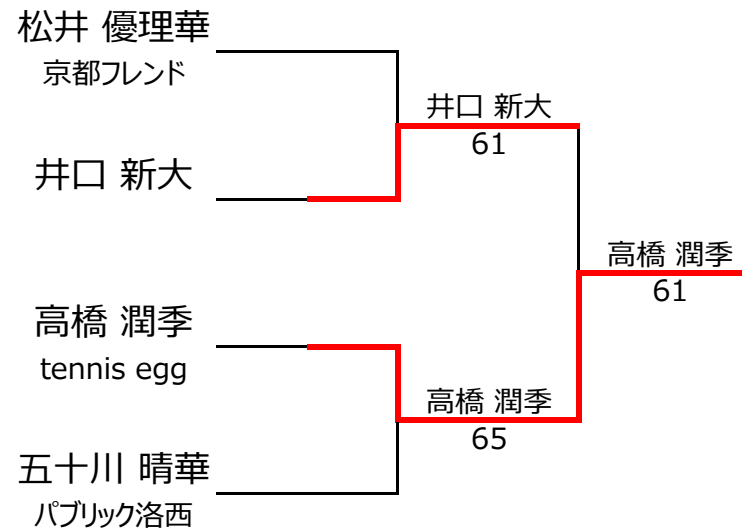 松井 優理華
京都フレンド
井口 新大
61
井口 新大
高橋 潤季
61
高橋 潤季
tennis egg
高橋 潤季
65
五十川 晴華
パブリック洛西